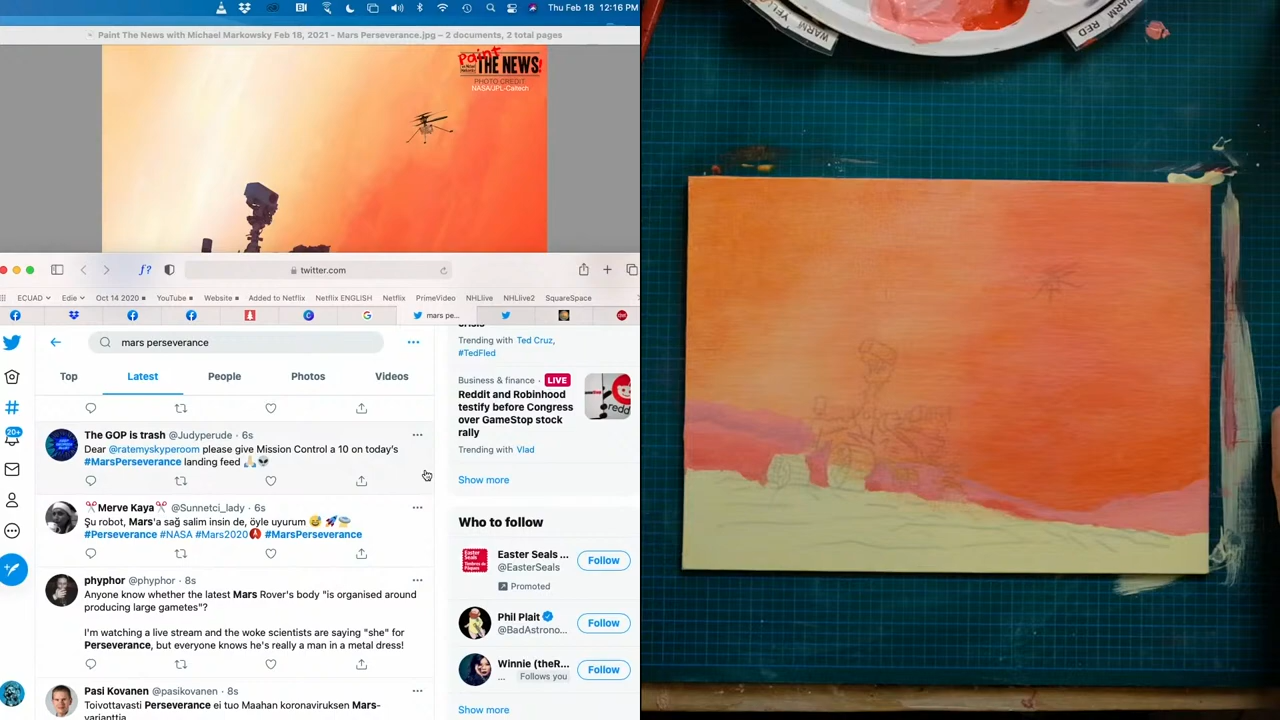 Thu Feb 18 12:16 PM
Paint The News with Michael Markowsky Feb 18, 2021 - Mars Perseverance.jpg — 2 documents, 2 total pages
Paint
THE NEWS!
PHOTO CREDIT
NASA/JPL-Caltech
WARM
YELL
WARM
RED
f?
twitter.com
ECUAD
Edie
Oct 14 2020
YouTube
Website
Added to Netflix
Netflix ENGLISH
Netflix
PrimeVideo
NHLlive
NHLlive2
SquareSpace
mars pe...
mars perseverance
Top
Latest
People
Photos
Videos
20+
The GOP is trash @Judyperude · 6s
Dear @ratemyskyperoom please give Mission Control a 10 on today's
#MarsPerseverance landing feed 🙏👽
✂️Merve Kaya✂️ @Sunnetci_lady · 6s
Şu robot, Mars'a sağ salim insin de, öyle uyurum
#Perseverance #NASA #Mars2020 #MarsPerseverance
phyphor @phyphor · 8s
Anyone know whether the latest Mars Rover's body "is organised around
producing large gametes"?
I'm watching a live stream and the woke scientists are saying "she" for
Perseverance, but everyone knows he's really a man in a metal dress!
Pasi Kovanen @pasikovanen · 8s
Toivottavasti Perseverance ei tuo Maahan koronaviruksen Mars-
varianttia
crisis
Trending with Ted Cruz,
#TedFled
Business & finance · LIVE
Reddit and Robinhood
testify before Congress
over GameStop stock
rally
redd
Trending with Vlad
Show more
Who to follow
Easter Seals ...
@EasterSeals
Follow
Promoted
Phil Plait
@BadAstrono...
Follow
Winnie (theR...
... Follows you
Follow
Show more